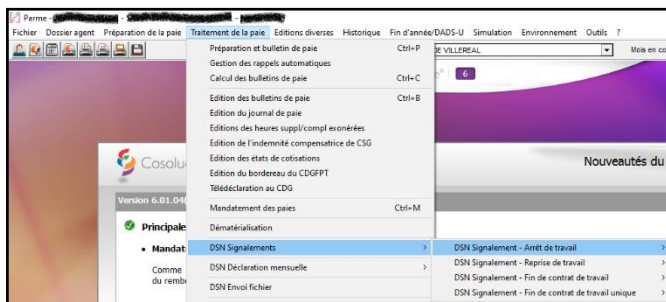 Parme -
Fichier Dossier agent Préparation de la paie Traitement de la paie Editions diverses Historique Fin d'année/DADS-U Simulation Environnement Outils ?
Préparation et bulletin de paie Ctrl+P
DE VILLEREAL
Mois en co
Gestion des rappels automatiques
6
Calcul des bulletins de paie Ctrl+C
Edition des bulletins de paie Ctrl+B
Edition du journal de paie
Editions des heures suppl/compl exonérées
Edition de l'indemnité compensatrice de CSG
Cosolu
Nouveautés du
Edition des états de cotisations
Edition du bordereau du CDGFPT
Télédéclaration au CDG
Version 6.01.04(
Mandatement des paies Ctrl+M
Principale
Dématérialisation
• Mandat
DSN Signalements >
DSN Signalement - Arrêt de travail >
Comme
DSN Déclaration mensuelle >
DSN Signalement - Reprise de travail >
du rembo
DSN Signalement - Fin de contrat de travail >
DSN Envoi fichier
DSN Signalement - Fin de contrat de travail unique >